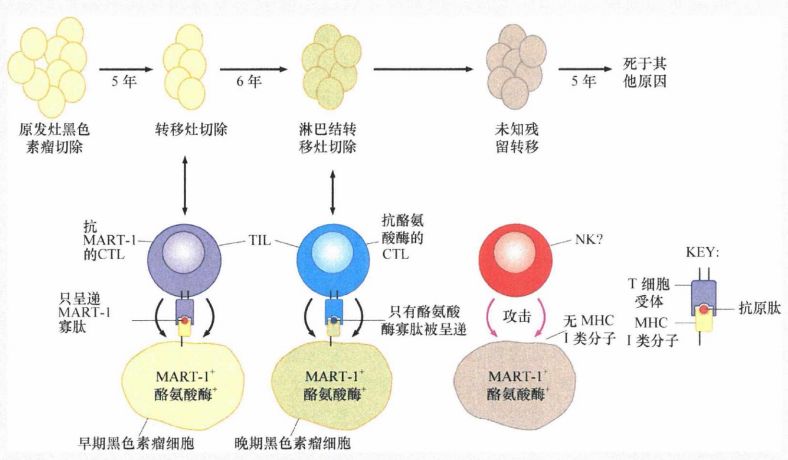 5 年
6 年
5 年
死于其
他原因
原发灶黑色
素瘤切除
转移灶切除
淋巴结转
移灶切除
未知残
留转移
抗
MART-1
的CTL
TIL
抗酪氨
酸酶的
CTL
NK?
KEY:
T 细胞
受体
抗原肽
MHC
I 类分子
只呈递
MART-1
寡肽
只有酪氨酸
酶寡肽被呈递
攻击
无 MHC
I 类分子
MART-1⁺
酪氨酸酶⁺
MART-1⁺
酪氨酸酶⁺
MART-1⁺
酪氨酸酶⁺
早期黑色素瘤细胞
晚期黑色素瘤细胞